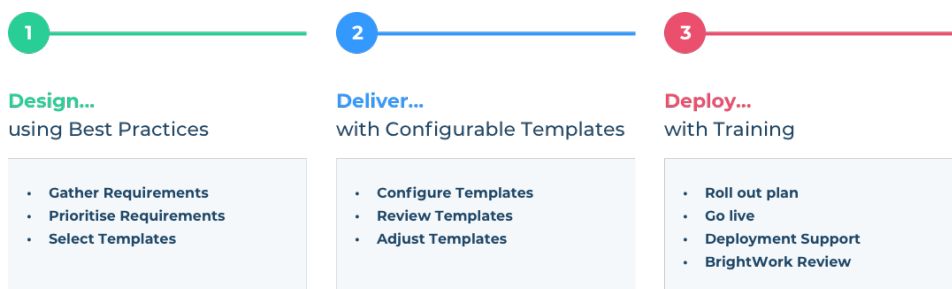 1
Design...
using Best Practices
• Gather Requirements
• Prioritise Requirements
• Select Templates
2
Deliver...
with Configurable Templates
• Configure Templates
• Review Templates
• Adjust Templates
3
Deploy...
with Training
• Roll out plan
• Go live
• Deployment Support
• BrightWork Review